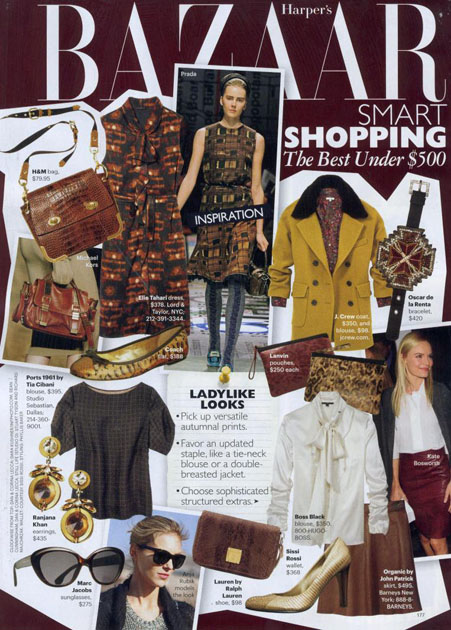 Harper's
BAZAAR
SMART
SHOPPING
The Best Under $500
Prada
INSPIRATION
H&M bag,
$79.95
Michael
Kors
Elie Tahari dress,
$378. Lord &
Taylor, NYC;
212-391-3344.
Coach
flat, $188
J. Crew coat,
$350, and
blouse, $98.
jcrew.com.
Oscar de
la Renta
bracelet,
$420
Lanvin
pouches,
$250 each
Ports 1961 by
Tia Cibani
blouse, $395.
Studio
Sebastian,
Dallas;
214-360-
9001.
LADYLIKE
LOOKS
• Pick up versatile
autumnal prints.
• Favor an updated
staple, like a tie-neck
blouse or a double-
breasted jacket.
• Choose sophisticated
structured extras.
Kate
Bosworth
Ranjana
Khan
earrings,
$435
Boss Black
blouse,
800-HUGO-
BOSS.
Sissi
Rossi
wallet,
$368
Marc
Jacobs
sunglasses,
$275
models
the look
Lauren by
Ralph
Lauren
shoe, $98
Organic by
John Patrick
skirt, $495.
Barneys New
York; 888-8-
BARNEYS.
177